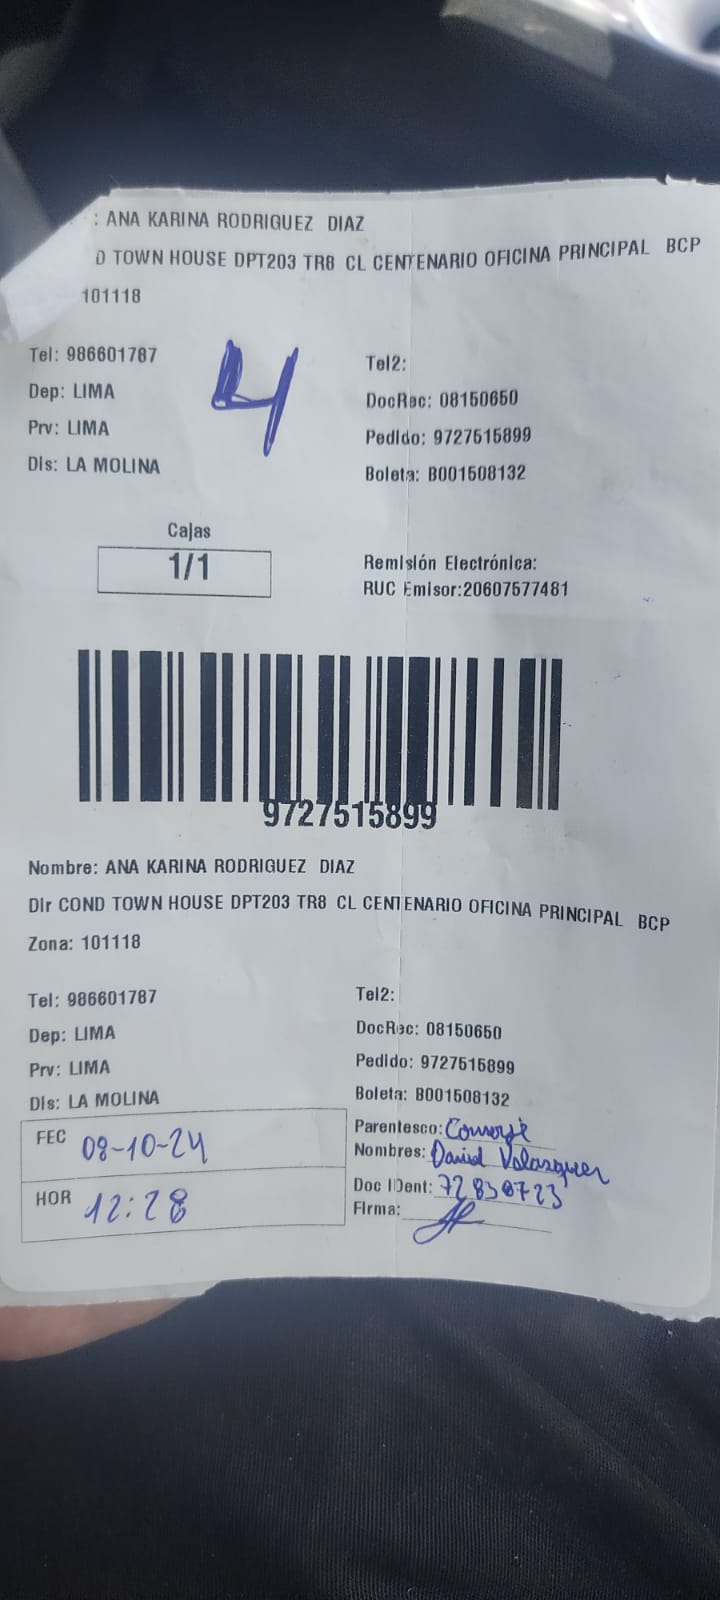 : ANA KARINA RODRIGUEZ DIAZ
D TOWN HOUSE DPT203 TR8 CL CENTENARIO OFICINA PRINCIPAL BCP
101118
Tel: 986601787
4
Tel2:
Dep: LIMA
DocRec: 08150650
Prv: LIMA
Pedido: 9727515899
Dis: LA MOLINA
Boleta: B001508132
Cajas
1/1
Remisión Electrónica:
RUC Emisor:20607577481
9727515899
Nombre: ANA KARINA RODRIGUEZ DIAZ
Dir COND TOWN HOUSE DPT203 TR8 CL CENTENARIO OFICINA PRINCIPAL BCP
Zona: 101118
Tel: 986601787
Tel2:
Dep: LIMA
DocRec: 08150650
Prv: LIMA
Pedido: 9727515899
Dis: LA MOLINA
Boleta: B001508132
FEC 08-10-24
Parentesco: Conserje
Nombres: David Velasquez
HOR 12:28
Doc IDent: 72830723
Firma: